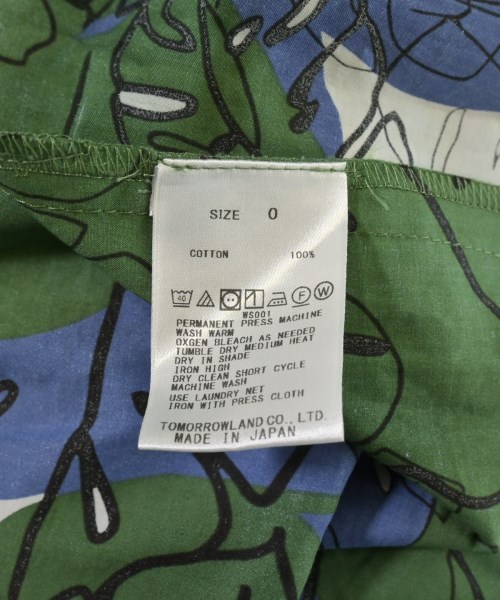 SIZE 0
COTTON 100%
40 F W
WS001
PERMANENT PRESS MACHINE
WASH WARM
OXGEN BLEACH AS NEEDED
TUMBLE DRY MEDIUM HEAT
DRY IN SHADE
IRON HIGH
DRY CLEAN SHORT CYCLE
MACHINE WASH
USE LAUNDRY NET
IRON WITH PRESS CLOTH
TOMORROWLAND CO., LTD.
MADE IN JAPAN